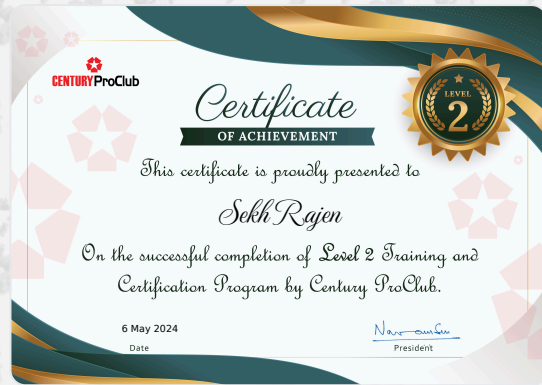 CENTURY ProClub
Certificate
OF ACHIEVEMENT
LEVEL
2
This certificate is proudly presented to
Sekh Rajen
On the successful completion of Level 2 Training and
Certification Program by Century ProClub.
6 May 2024
Date
President